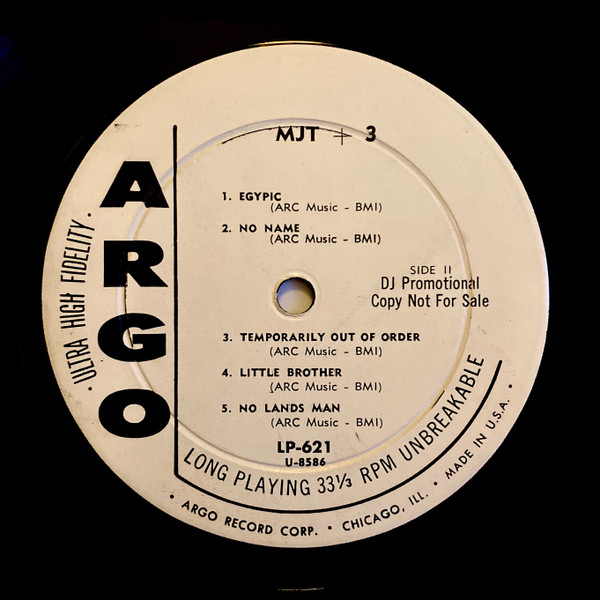 MJT + 3
ARGO
· ULTRA HIGH FIDELITY ·
1. EGYPIC
(ARC Music - BMI)
2. NO NAME
(ARC Music - BMI)
SIDE II
DJ Promotional
Copy Not For Sale
3. TEMPORARILY OUT OF ORDER
(ARC Music - BMI)
4. LITTLE BROTHER
(ARC Music - BMI)
5. NO LANDS MAN
(ARC Music - BMI)
LP-621
U-8586
LONG PLAYING 33⅓ RPM UNBREAKABLE
· ARGO RECORD CORP. · CHICAGO, ILL. · MADE IN U.S.A. ·